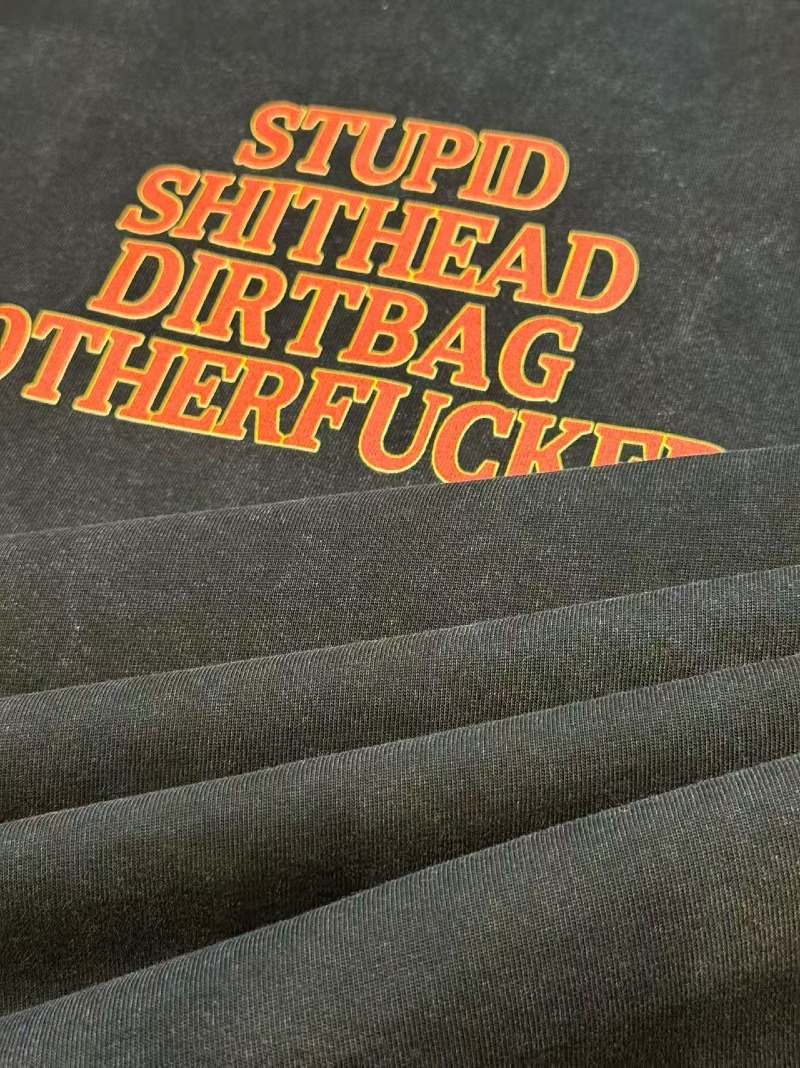 STUPID
SHITHEAD
DIRTBAG
OTHERFUCKER